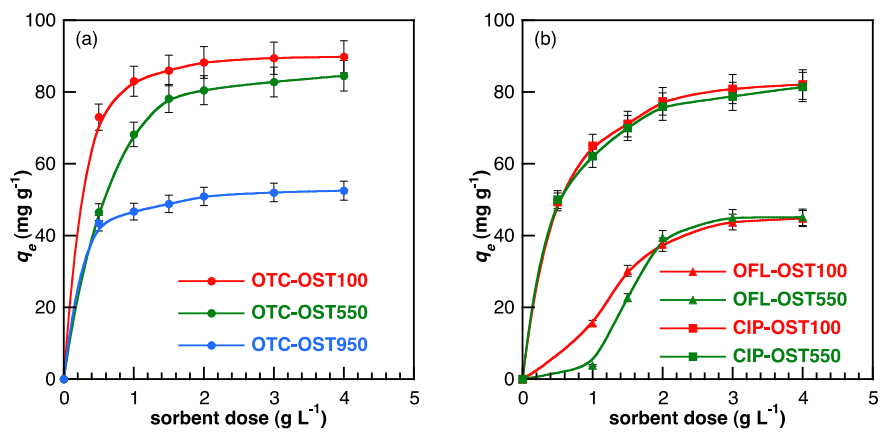 (a)
100
80
60
40
20
0
q_e (mg g⁻¹)
OTC-OST100
OTC-OST550
OTC-OST950
0 1 2 3 4 5
sorbent dose (g L⁻¹)
(b)
100
80
60
40
20
0
q_e (mg g⁻¹)
OFL-OST100
OFL-OST550
CIP-OST100
CIP-OST550
0 1 2 3 4 5
sorbent dose (g L⁻¹)